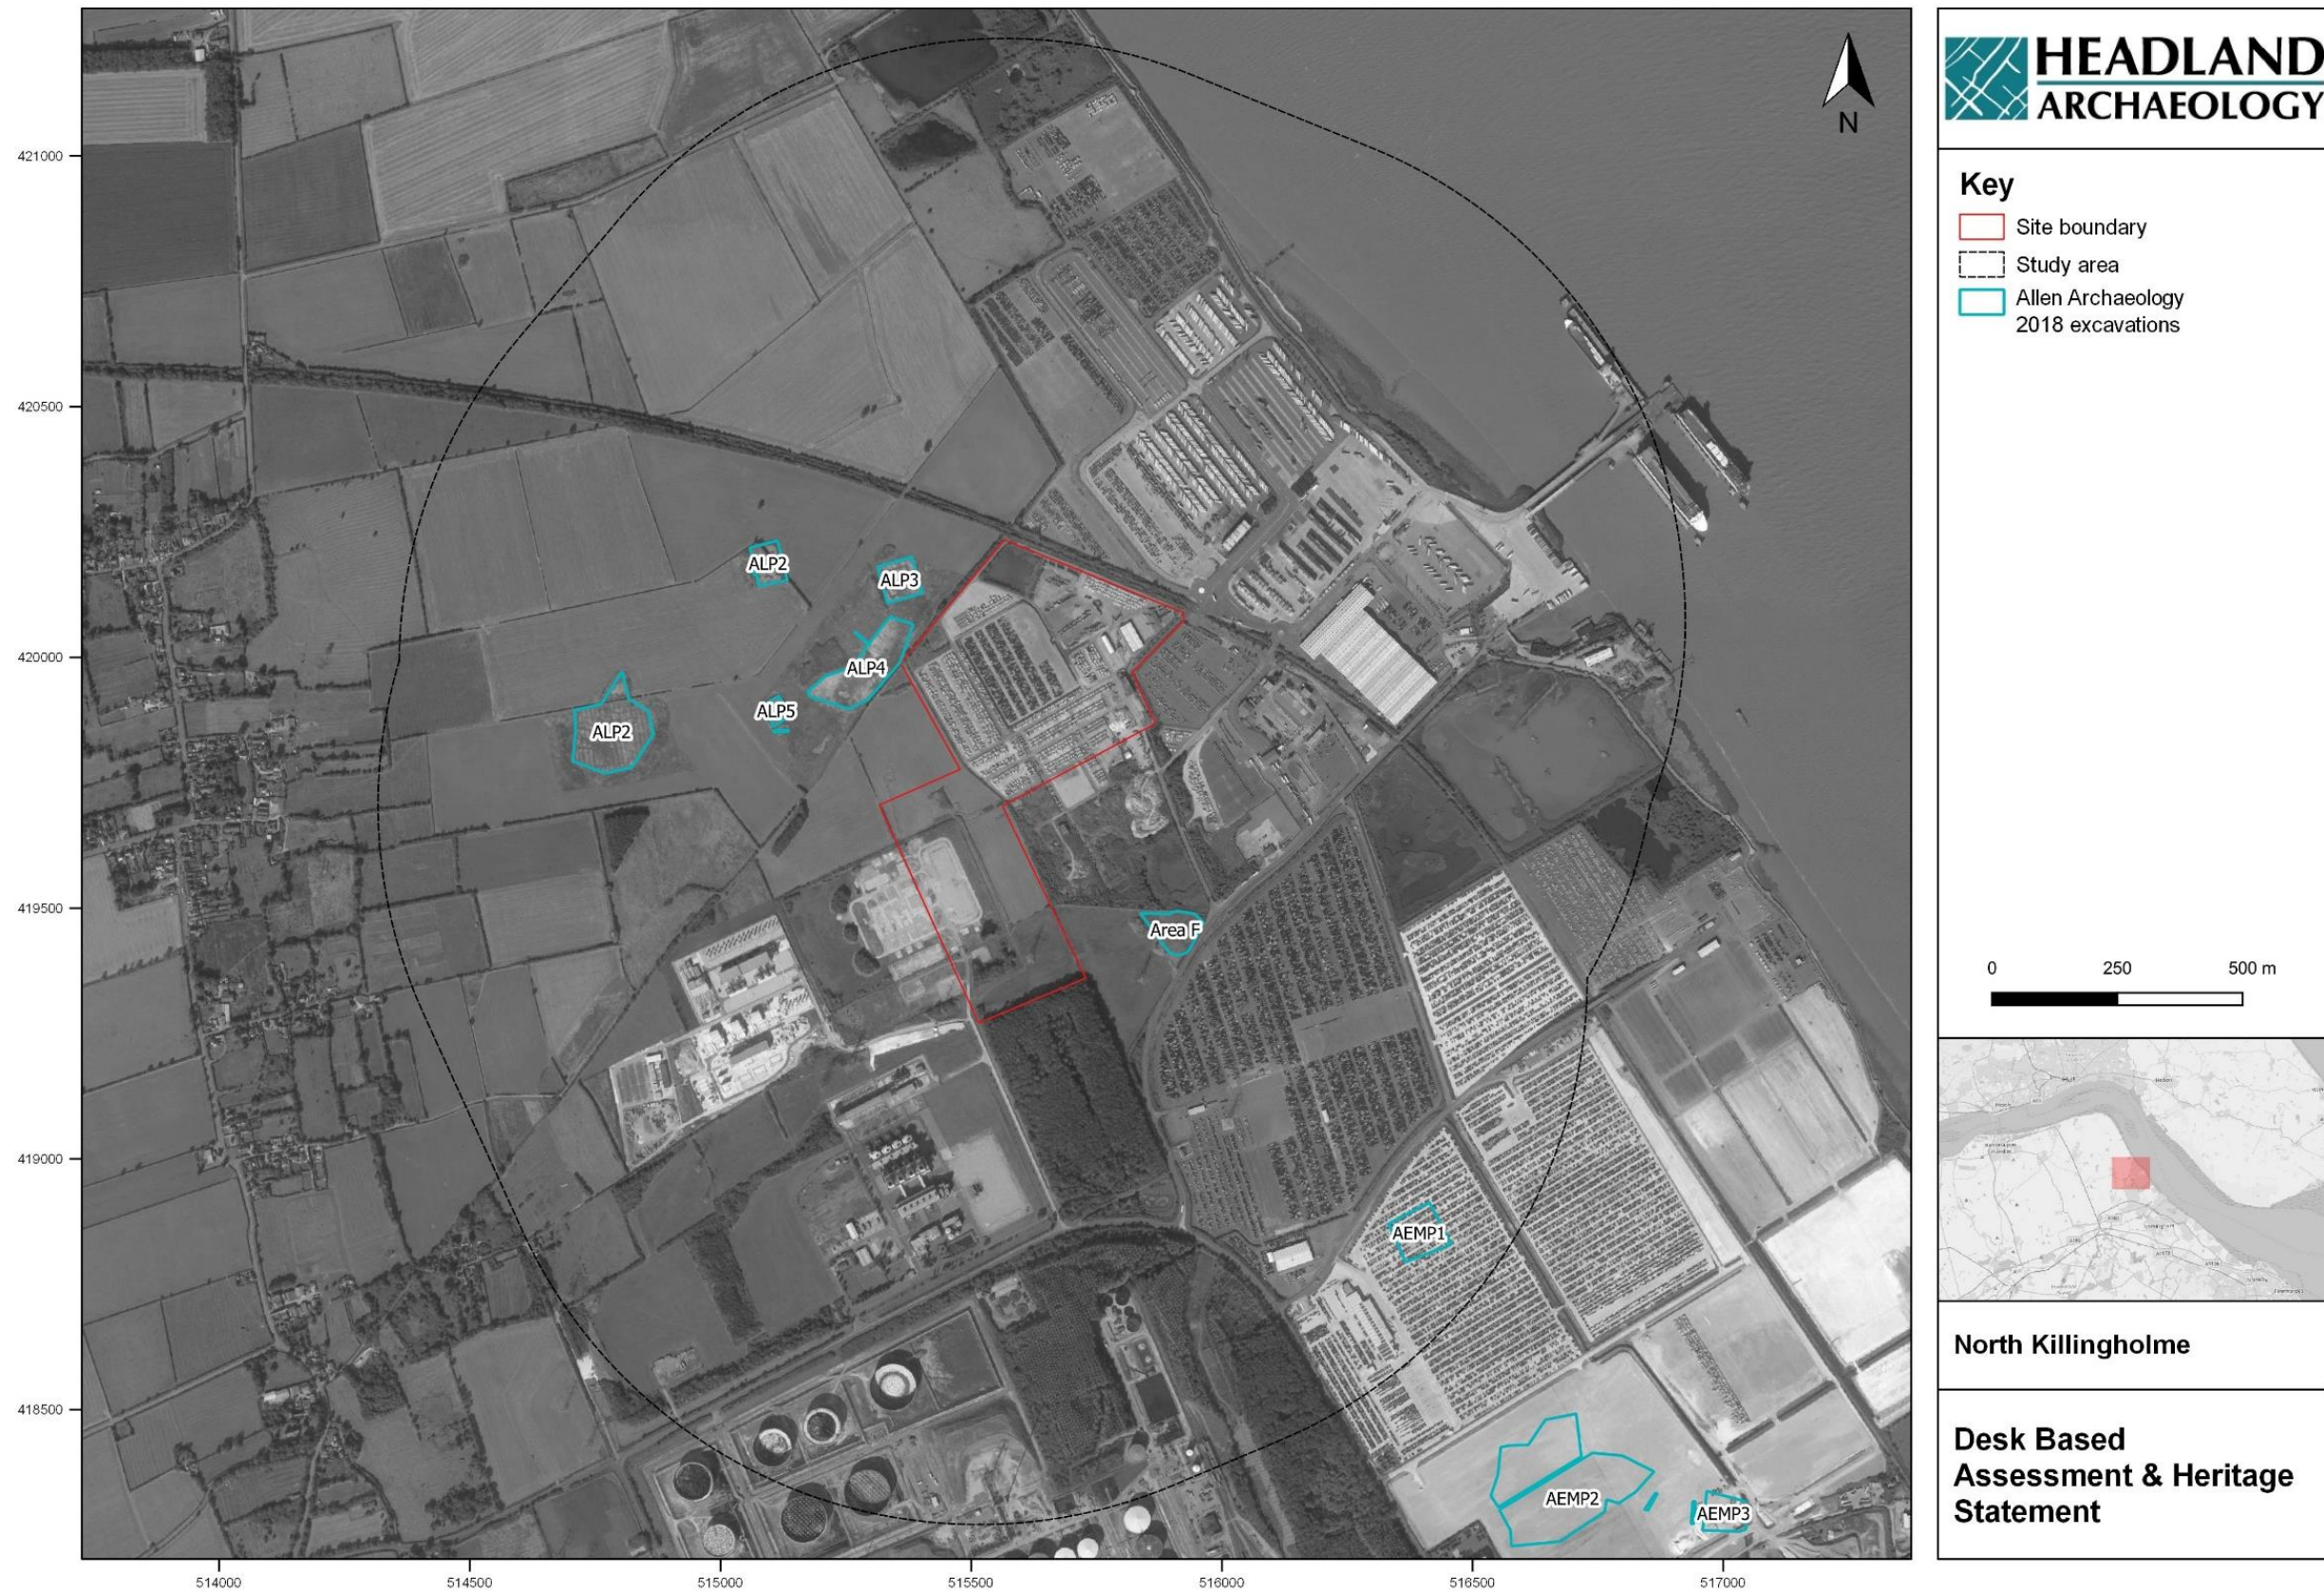 HEADLAND
ARCHAEOLOGY
N
Key
Site boundary
Study area
Allen Archaeology
2018 excavations
421000
420500
420000
419500
419000
418500
514000
514500
515000
515500
516000
516500
517000
ALP2
ALP3
ALP4
ALP5
ALP2
Area F
AEMP1
AEMP2
AEMP3
0
250
500 m
North Killingholme
Desk Based
Assessment & Heritage
Statement